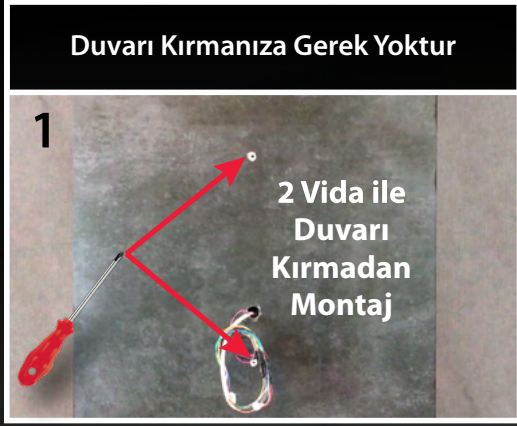 Duvarı Kırmanıza Gerek Yoktur
1
2 Vida ile
Duvarı
Kırmadan
Montaj